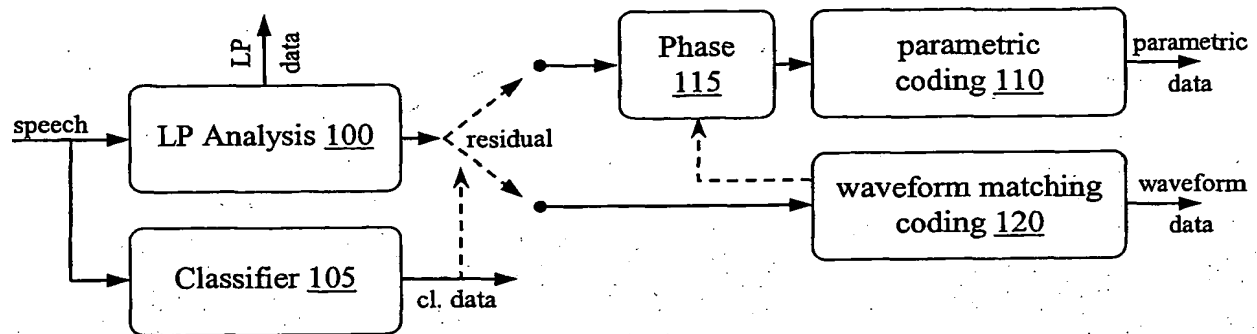 LP
data
speech
LP Analysis 100
residual
Classifier 105
cl. data
Phase
115
parametric
coding 110
parametric
data
waveform matching
coding 120
waveform
data